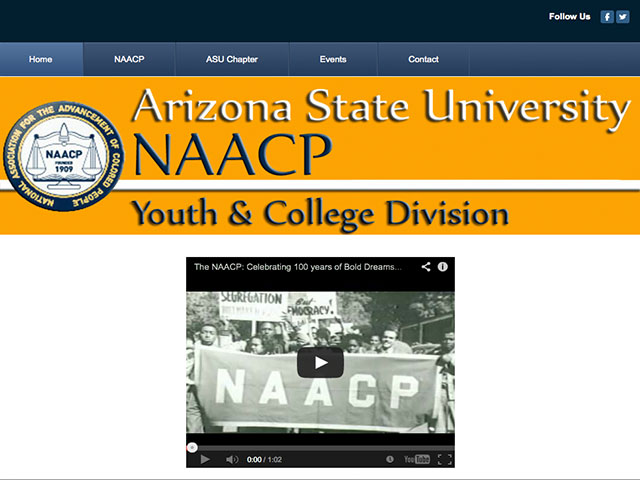 Follow Us
Home NAACP ASU Chapter Events Contact
NATIONAL ASSOCIATION FOR THE ADVANCEMENT OF COLORED PEOPLE
NAACP
FOUNDED
1909
Arizona State University
NAACP
Youth & College Division
The NAACP: Celebrating 100 years of Bold Dreams...
SEGREGATION
DEMOCRACY!
NAACP
0:00 / 1:02
YouTube